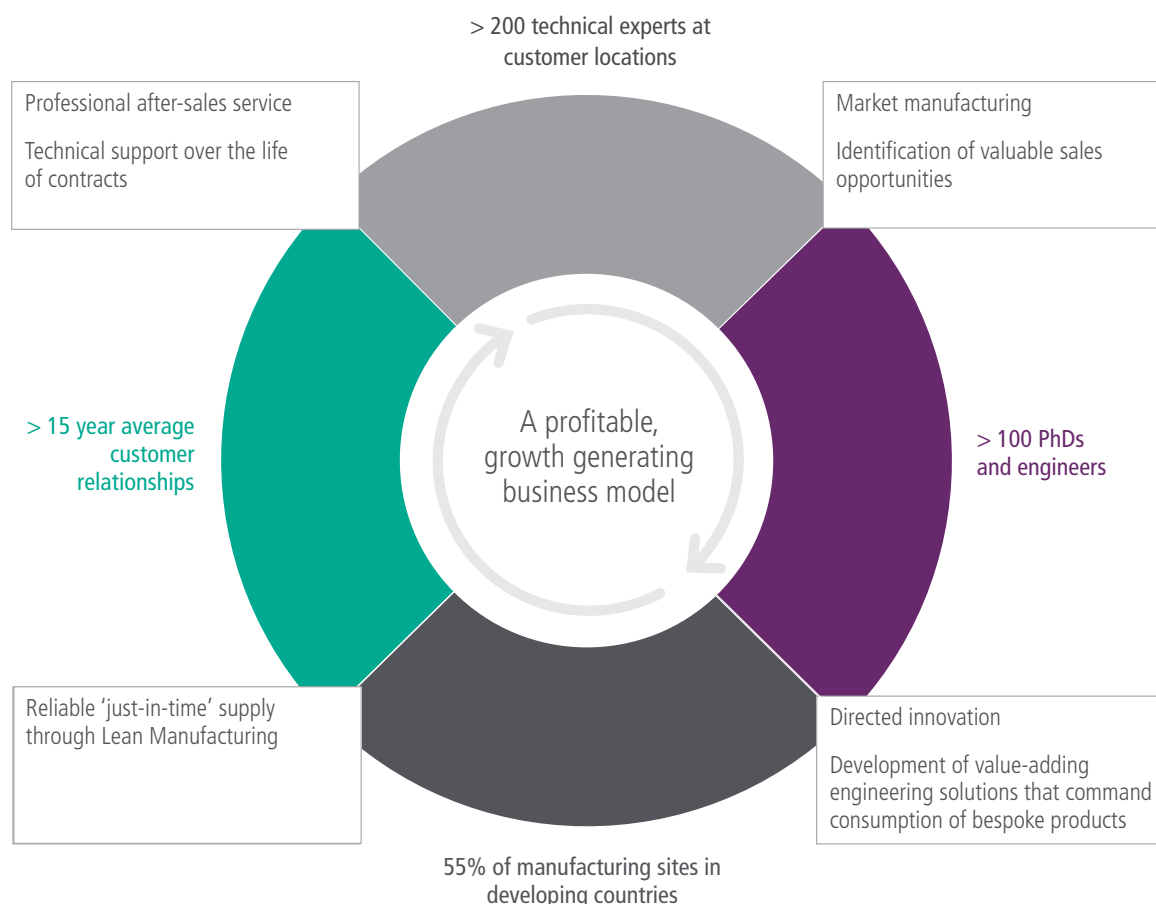 > 200 technical experts at
customer locations
Professional after-sales service
Technical support over the life
of contracts
Market manufacturing
Identification of valuable sales
opportunities
> 15 year average
customer
relationships
A profitable,
growth generating
business model
> 100 PhDs
and engineers
Reliable ‘just-in-time’ supply
through Lean Manufacturing
Directed innovation
Development of value-adding
engineering solutions that command
consumption of bespoke products
55% of manufacturing sites in
developing countries